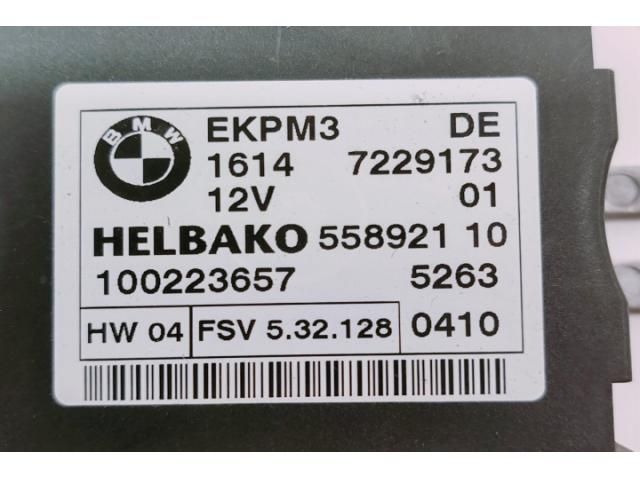 BMW
EKPM3 DE
1614 7229173
12V 01
HELBAKO 558921 10
100223657 5263
HW 04 FSV 5.32.128 0410